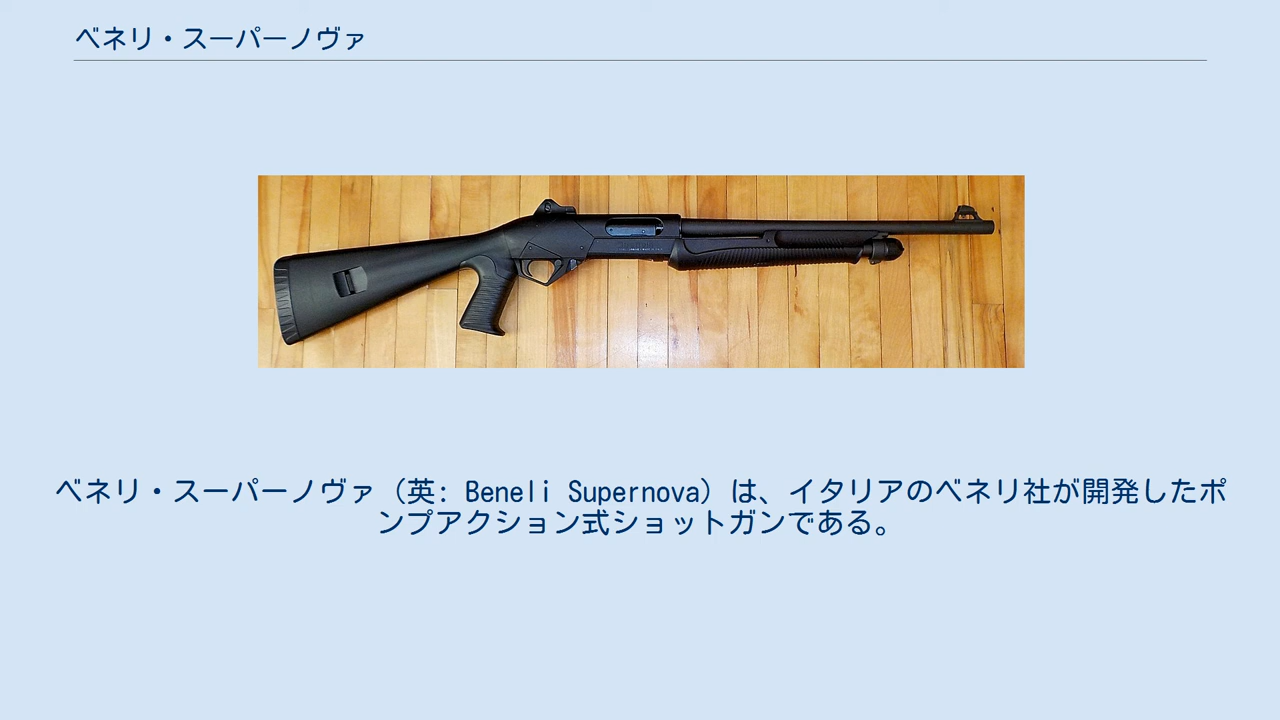 ベネリ・スーパーノヴァ
ベネリ・スーパーノヴァ（英: Beneli Supernova）は、イタリアのベネリ社が開発したポ
ンプアクション式ショットガンである。